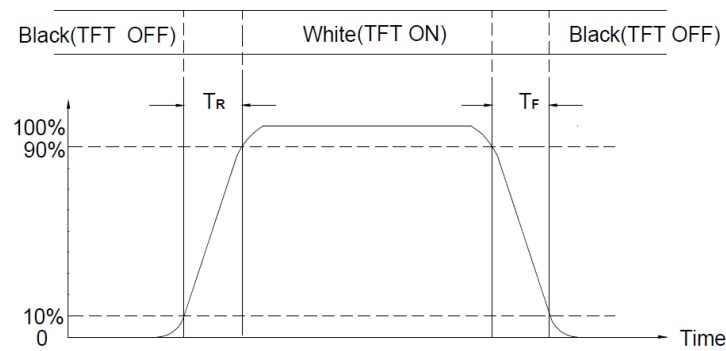 Black(TFT OFF) White(TFT ON) Black(TFT OFF)
TR TF
100%
90%
10%
0
Time